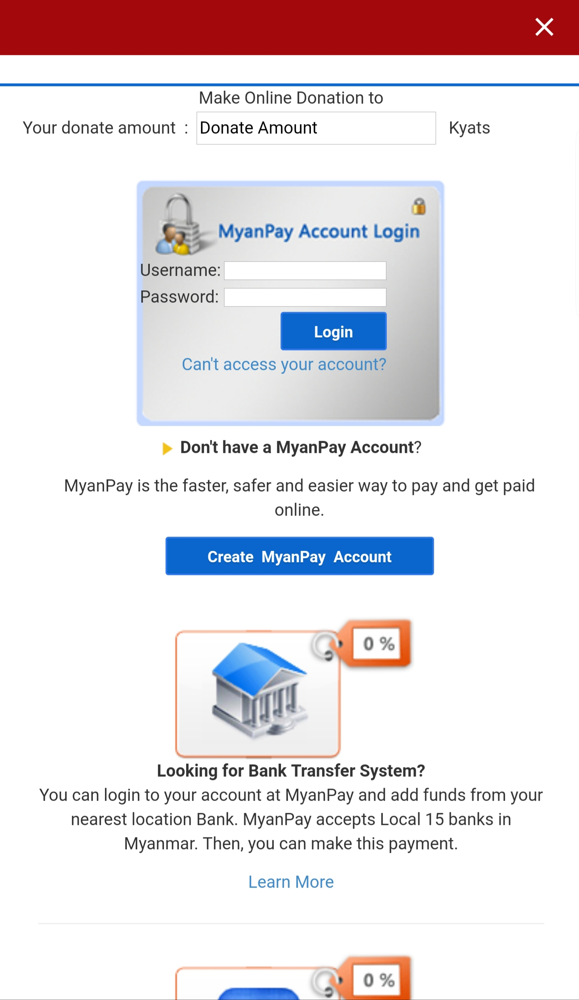 Make Online Donation to
Your donate amount : Donate Amount Kyats
MyanPay Account Login
Username:
Password:
Login
Can't access your account?
Don't have a MyanPay Account?
MyanPay is the faster, safer and easier way to pay and get paid
online.
Create MyanPay Account
0 %
Looking for Bank Transfer System?
You can login to your account at MyanPay and add funds from your
nearest location Bank. MyanPay accepts Local 15 banks in
Myanmar. Then, you can make this payment.
Learn More
0 %